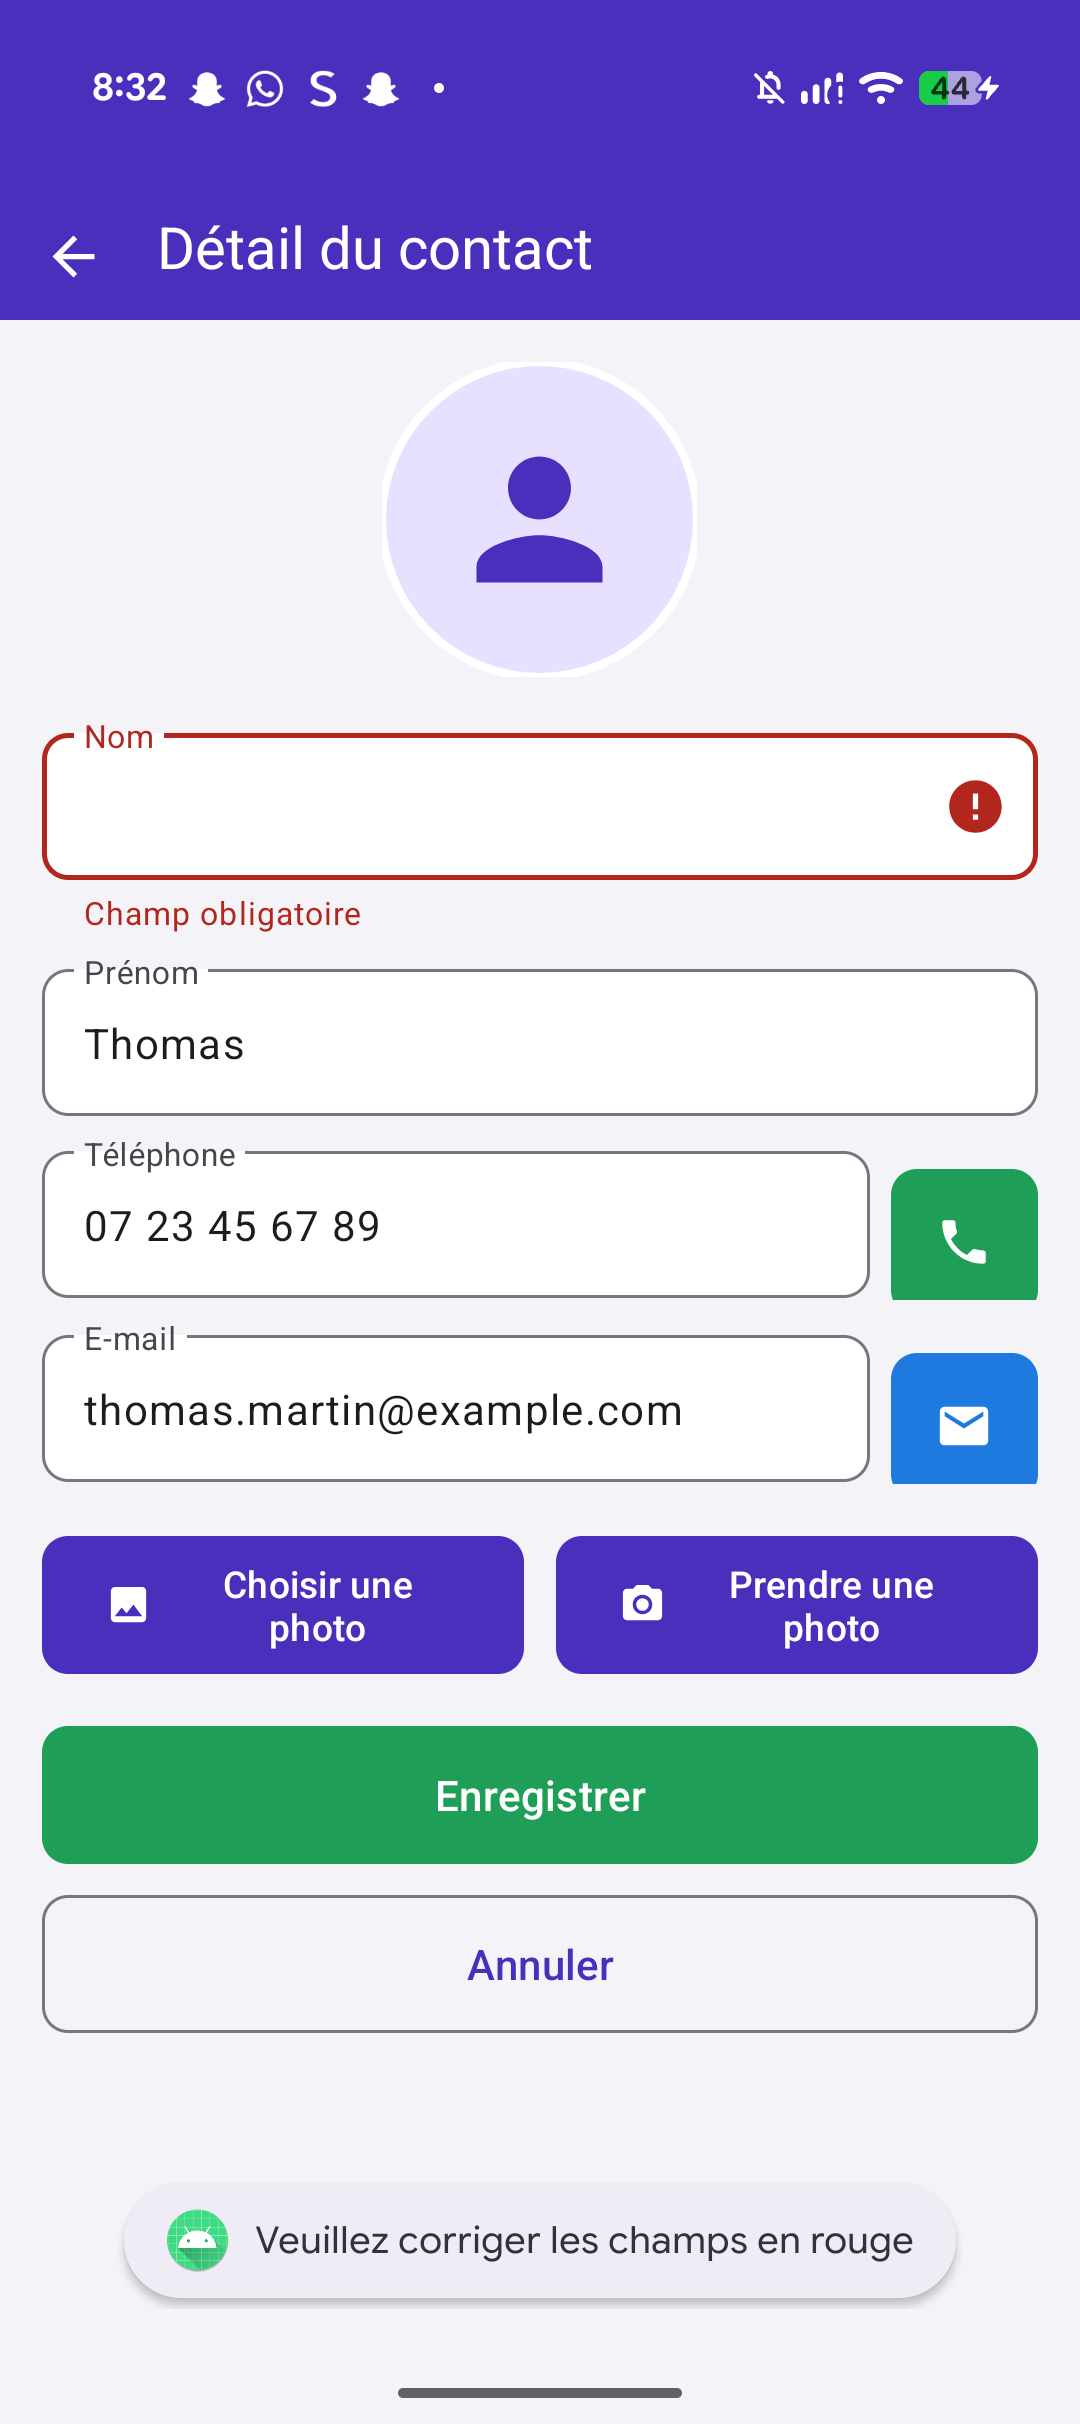 8:32
44
Détail du contact
Nom
Champ obligatoire
Prénom
Thomas
Téléphone
07 23 45 67 89
E-mail
thomas.martin@example.com
Choisir une
photo
Prendre une
photo
Enregistrer
Annuler
Veuillez corriger les champs en rouge